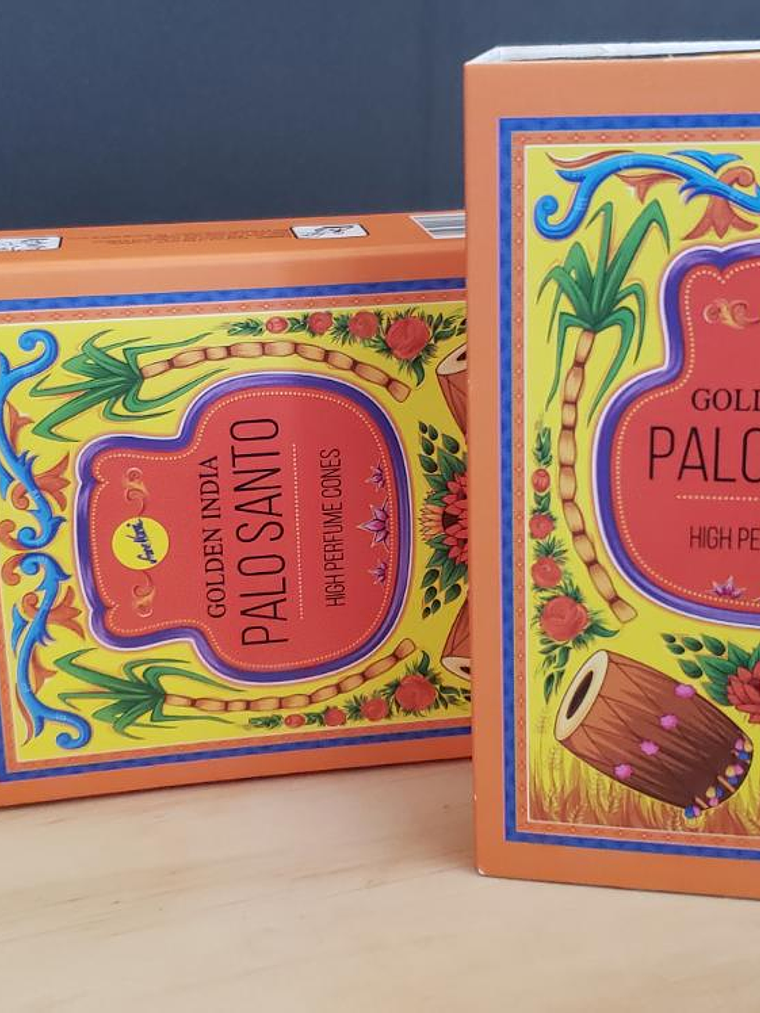 GOLDEN INDIA
PALO SANTO
HIGH PERFUME CONES
GOLD
PALO
HIGH PE